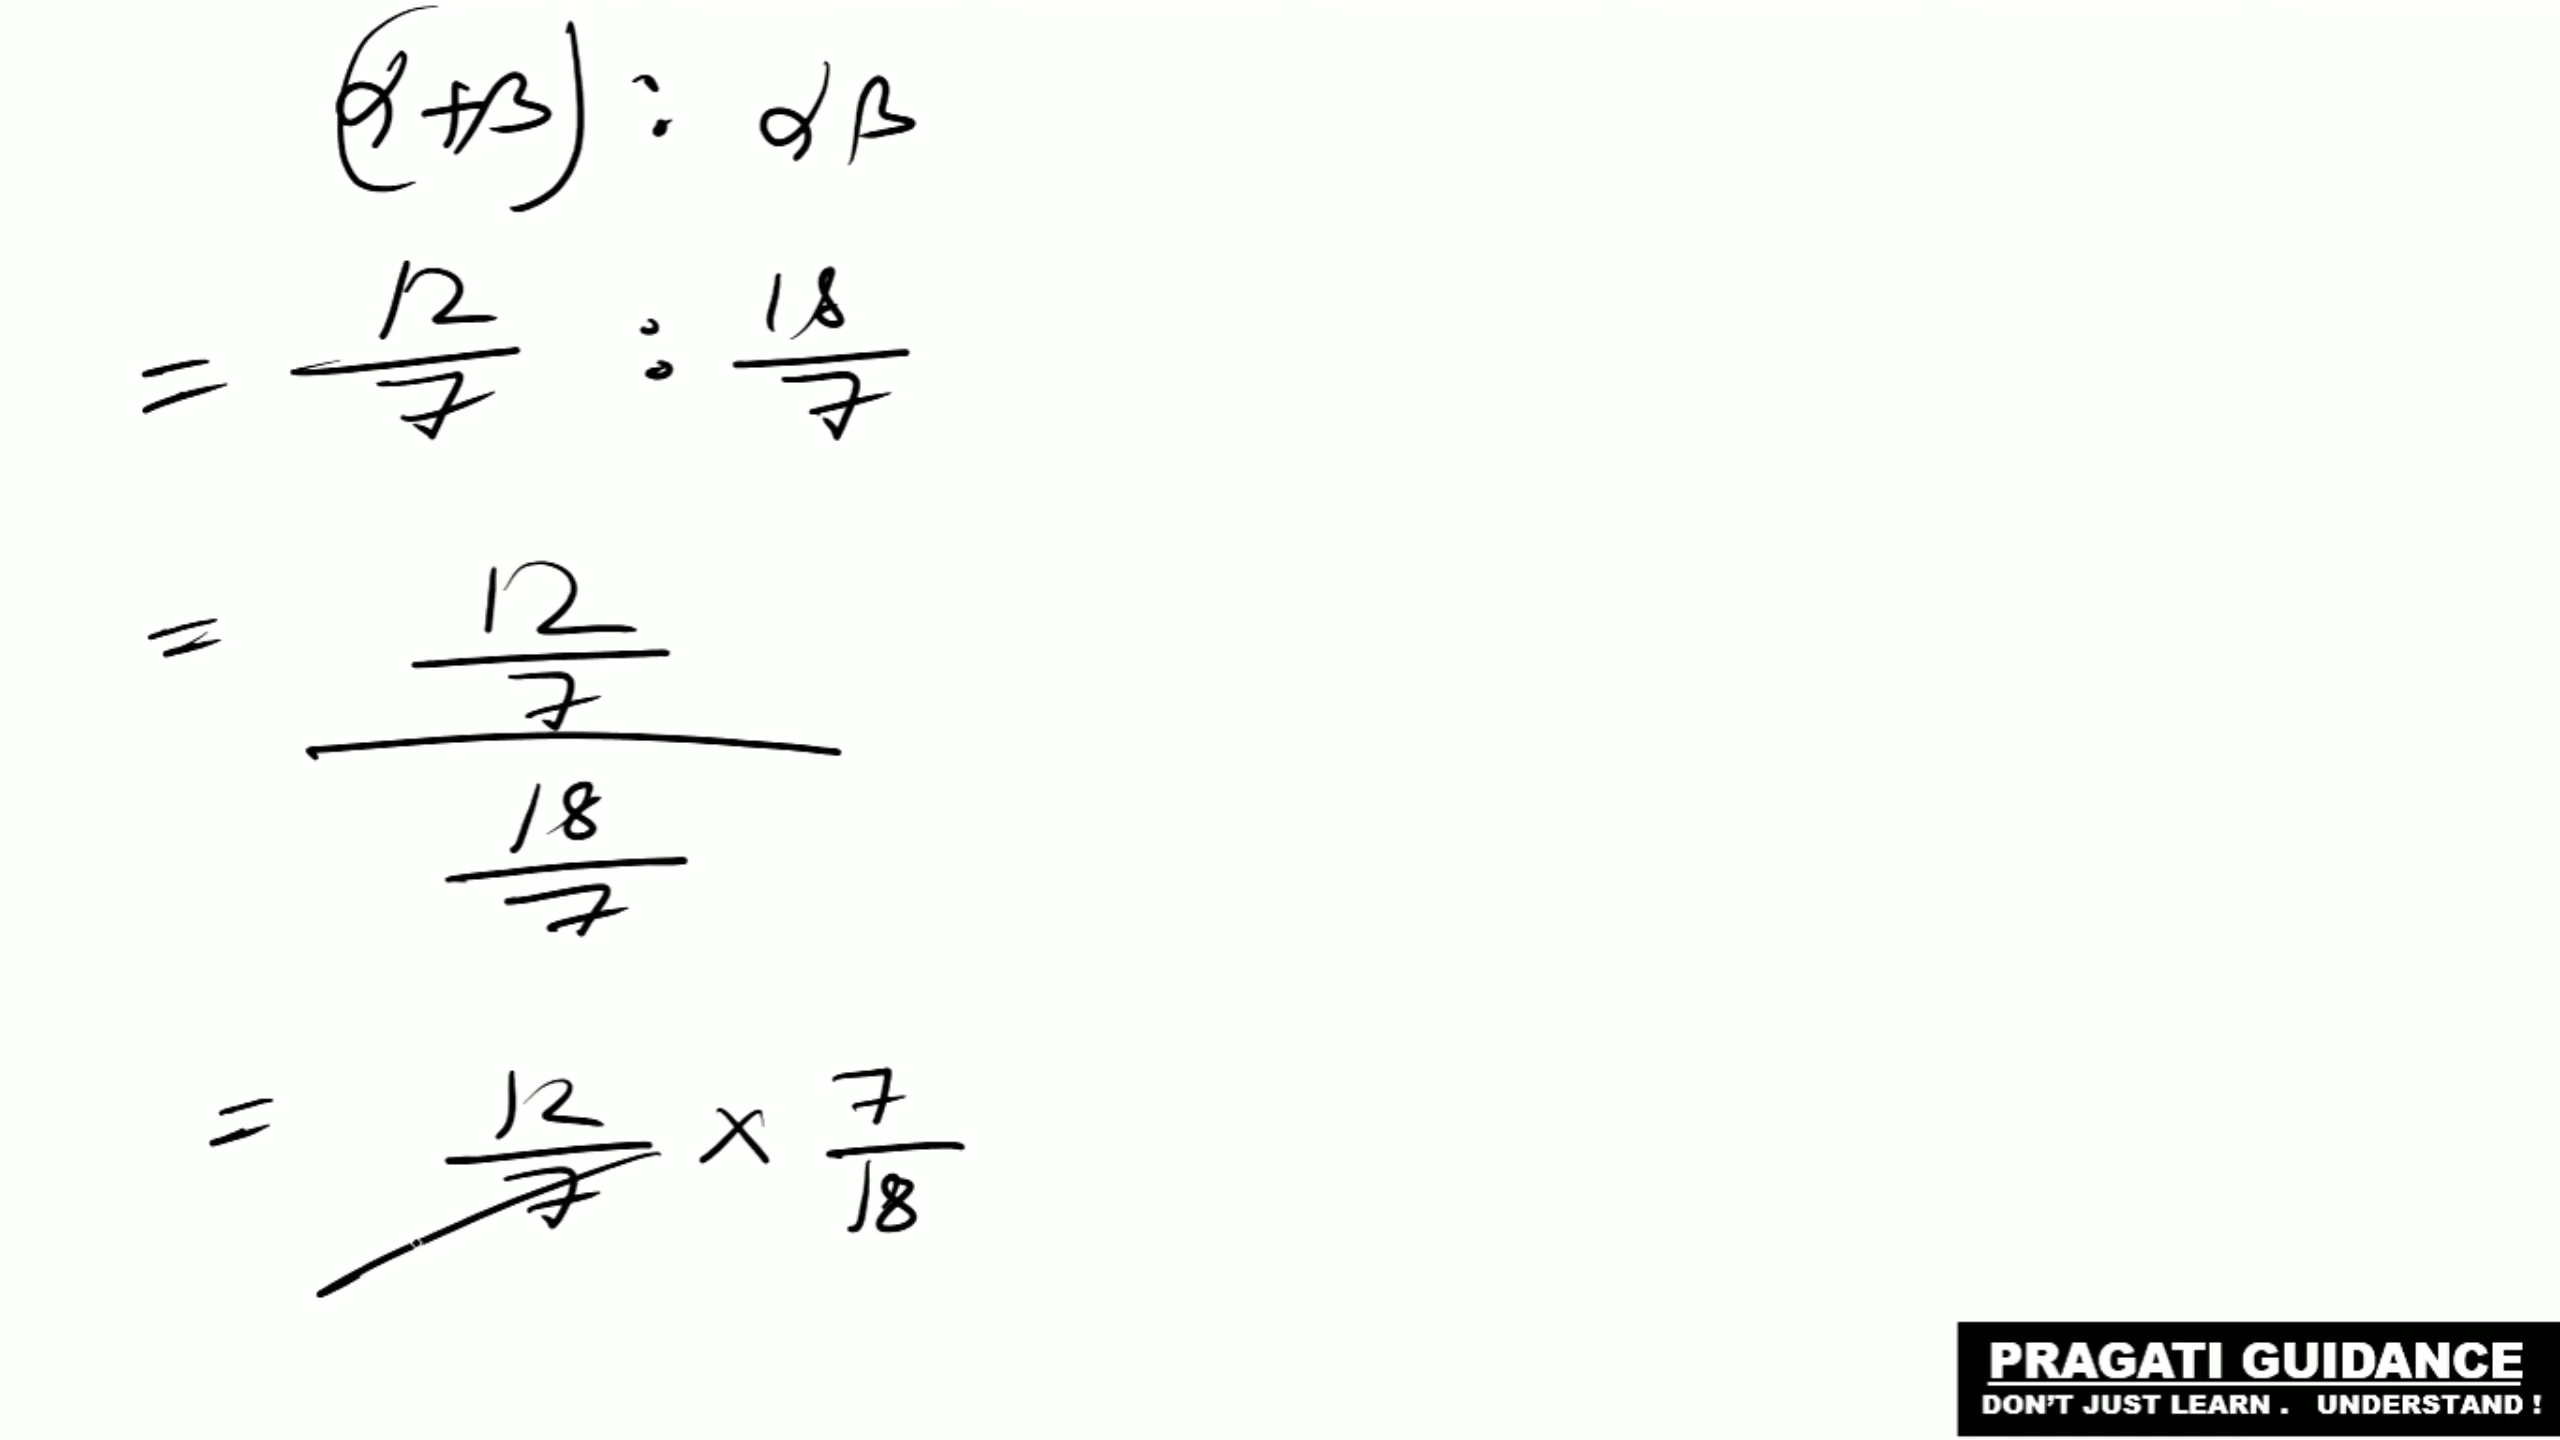 (α+β) : αβ
= 12/7 : 18/7
= 12/7 / 18/7
= 12/7 × 7/18
PRAGATI GUIDANCE
DON'T JUST LEARN . UNDERSTAND !